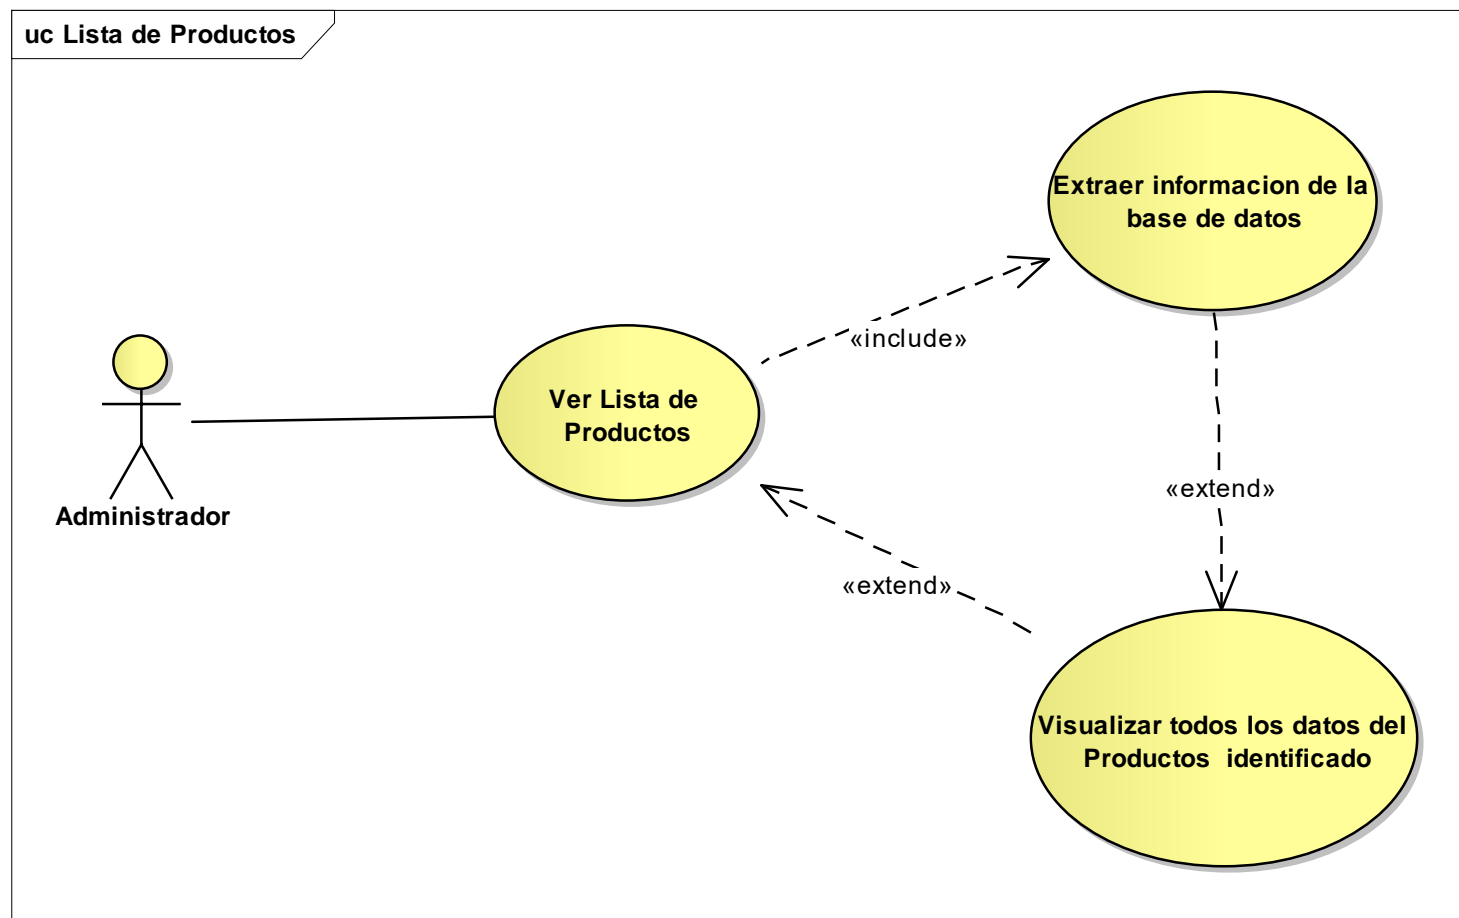 uc Lista de Productos
Extraer informacion de la
base de datos
«include»
Ver Lista de
Productos
Administrador
«extend»
«extend»
Visualizar todos los datos del
Productos  identificado